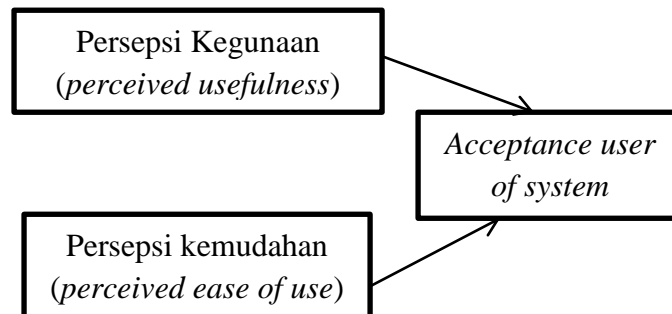 Persepsi Kegunaan
(perceived usefulness)
Acceptance user
of system
Persepsi kemudahan
(perceived ease of use)